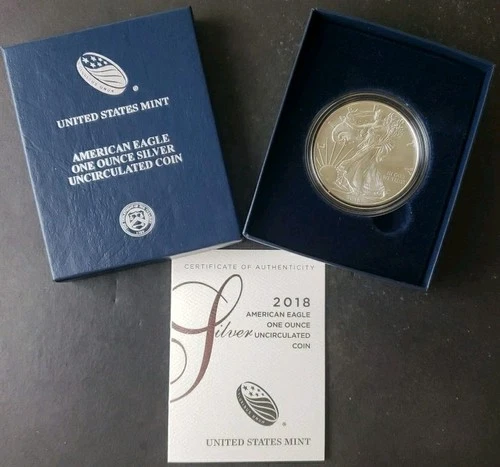 UNITED STATES MINT
AMERICAN EAGLE
ONE OUNCE SILVER
UNCIRCULATED COIN
CERTIFICATE OF AUTHENTICITY
2018
AMERICAN EAGLE
ONE OUNCE
Silver UNCIRCULATED
COIN
UNITED STATES MINT